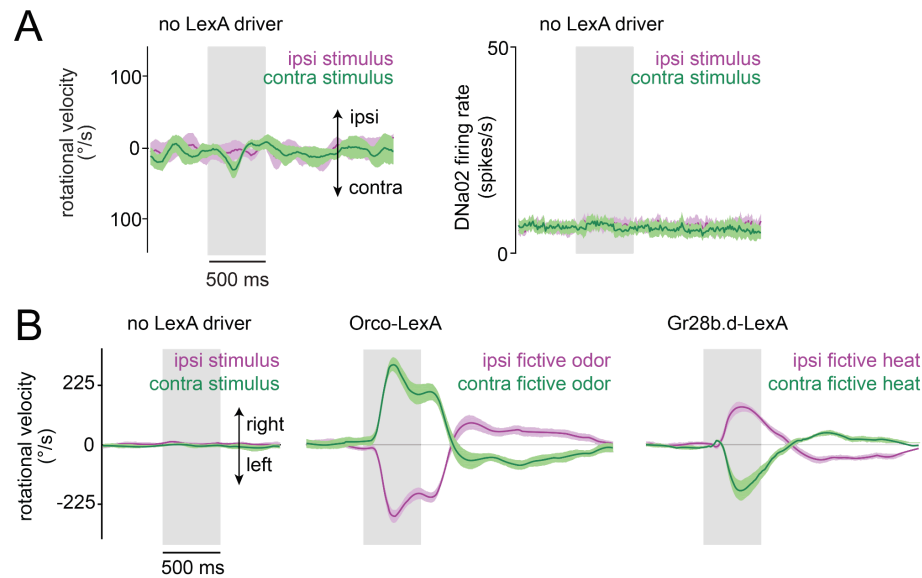 A
no LexA driver
ipsi stimulus
contra stimulus
rotational velocity
(°/s)
100
0
100
ipsi
contra
500 ms
no LexA driver
ipsi stimulus
contra stimulus
DNa02 firing rate
(spikes/s)
50
0
B
no LexA driver
ipsi stimulus
contra stimulus
rotational velocity
(°/s)
225
0
-225
right
left
500 ms
Orco-LexA
ipsi fictive odor
contra fictive odor
Gr28b.d-LexA
ipsi fictive heat
contra fictive heat